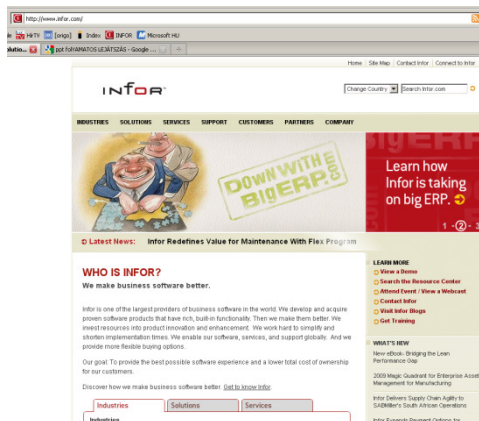 http://www.infor.com/
HírTV [origo] Index INFOR Microsoft HU
olutio... ppt folYAMATOS LEJÁTSZÁS - Google ...
Home Site Map Contact Infor Connect to Infor
infor
Change Country Search Infor.com
INDUSTRIES SOLUTIONS SERVICES SUPPORT CUSTOMERS PARTNERS COMPANY
DOWN WITH
BIGERP.COM
BigERP
Learn how
Infor is taking
on big ERP.
1 -2- 3
Latest News: Infor Redefines Value for Maintenance With Flex Program
WHO IS INFOR?
We make business software better.
Infor is one of the largest providers of business software in the world. We develop and acquire
proven software products that have rich, built-in functionality. Then we make them better. We
invest resources into product innovation and enhancement. We work hard to simplify and
shorten implementation times. We enable our software, services, and support globally. And we
provide more flexible buying options.
Our goal: To provide the best possible software experience and a lower total cost of ownership
for our customers.
Discover how we make business software better. Get to know Infor.
Industries Solutions Services
Industries
LEARN MORE
View a Demo
Search the Resource Center
Attend Event / View a Webcast
Contact Infor
Visit Infor Blogs
Get Training
WHAT'S NEW
New eBook- Bridging the Lean
Performance Gap
2009 Magic Quadrant for Enterprise Asset
Management for Manufacturing
Infor Delivers Supply Chain Agility to
SABMiller's South African Operations
Infor Expands Payment Options for